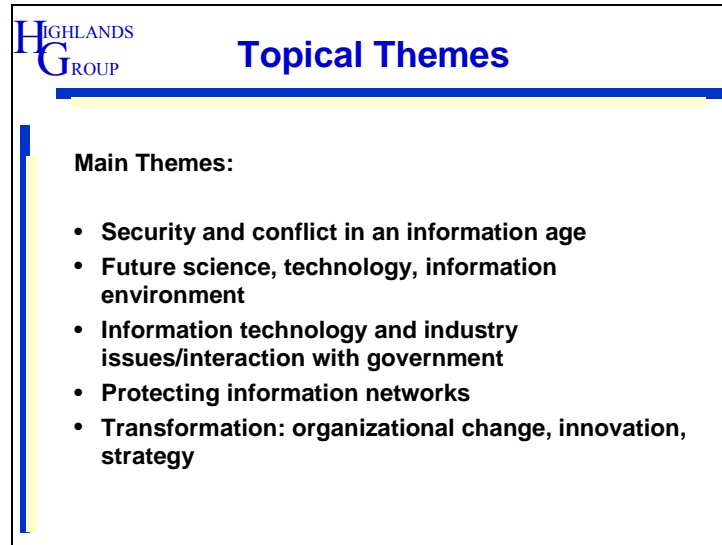 HIGHLANDS
GROUP
Topical Themes
Main Themes:
• Security and conflict in an information age
• Future science, technology, information
environment
• Information technology and industry
issues/interaction with government
• Protecting information networks
• Transformation: organizational change, innovation,
strategy